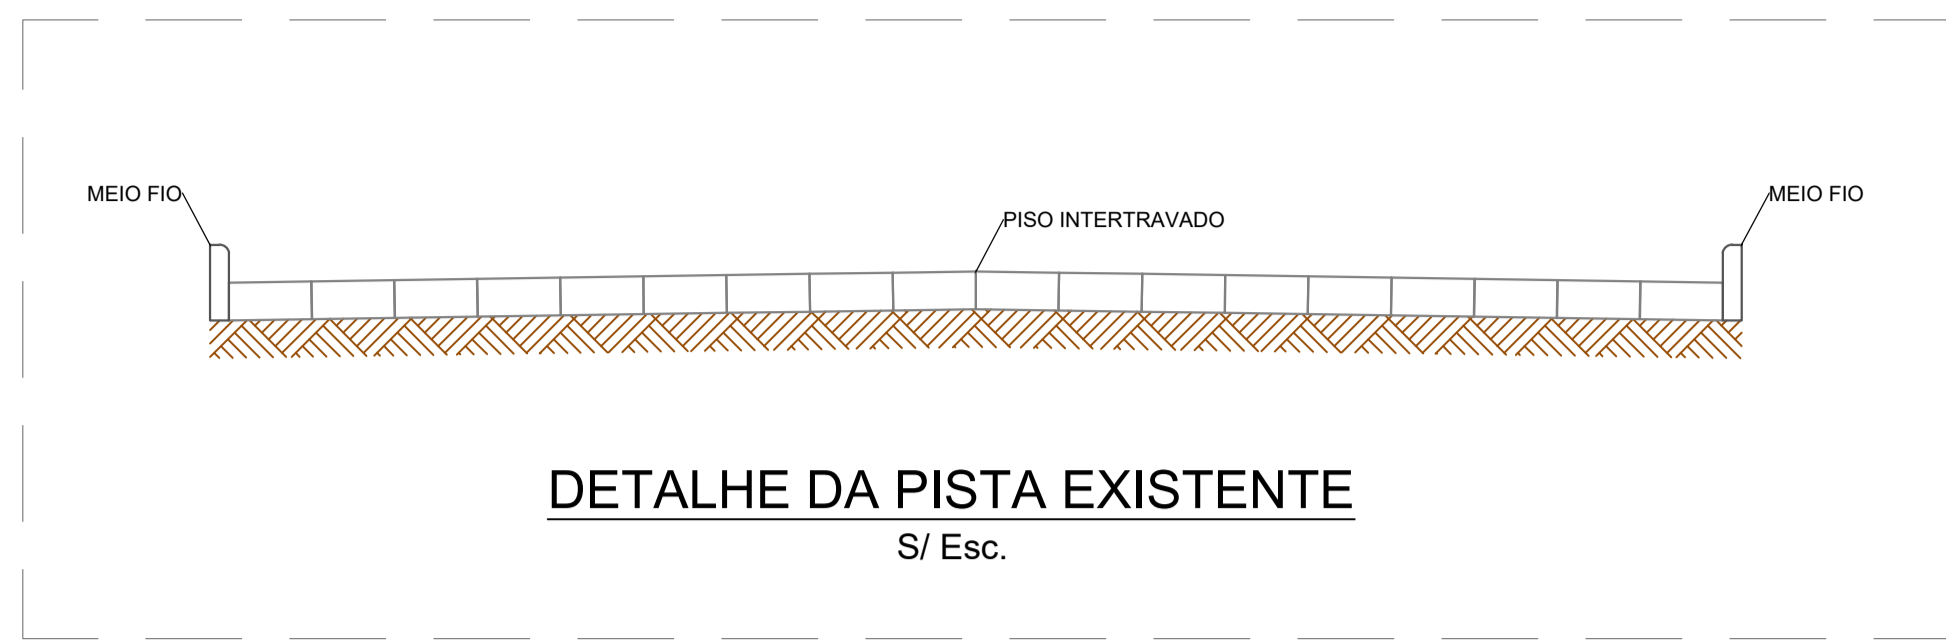 MEIO FIO
MEIO FIO
PISO INTERTRAVADO
DETALHE DA PISTA EXISTENTE
S/ Esc.